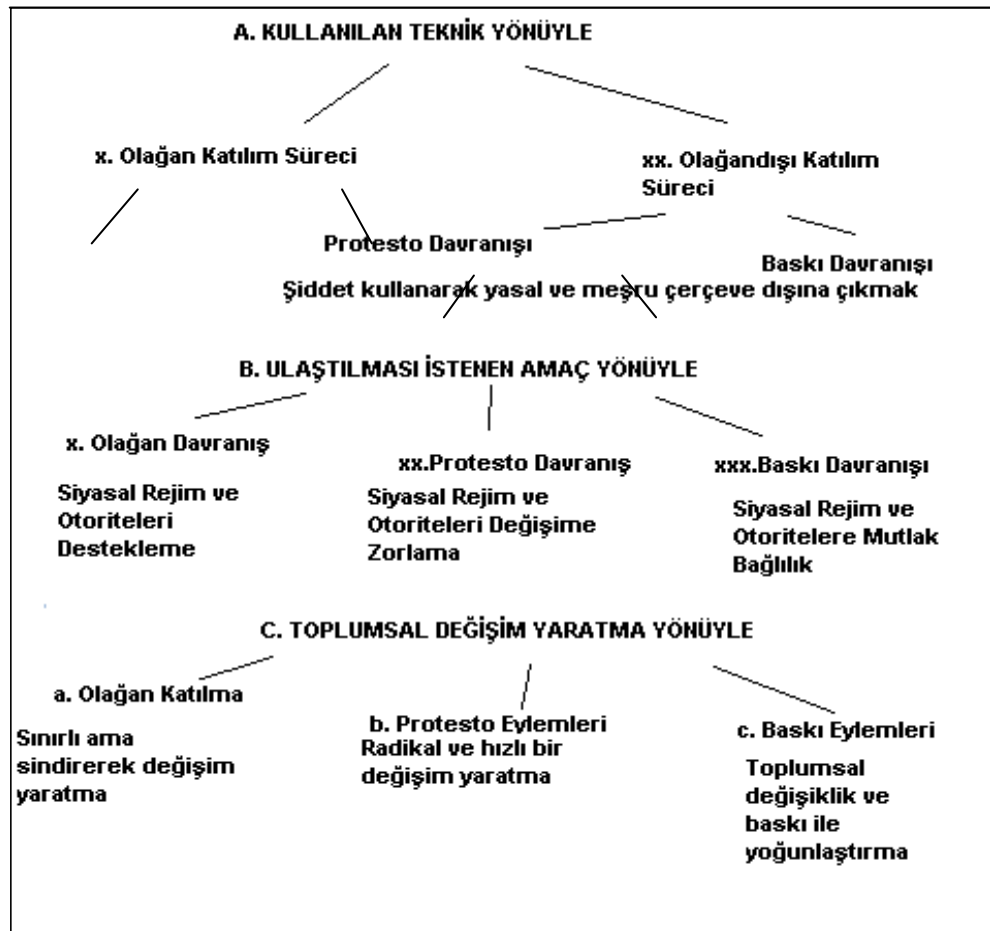 A. KULLANILAN TEKNİK YÖNÜYLE
x. Olağan Katılım Süreci
xx. Olağandışı Katılım
Süreci
Protesto Davranışı
Baskı Davranışı
Şiddet kullanarak yasal ve meşru çerçeve dışına çıkmak
B. ULAŞTILMASI İSTENEN AMAÇ YÖNÜYLE
x. Olağan Davranış
Siyasal Rejim ve
Otoriteleri
Destekleme
xx.Protesto Davranış
Siyasal Rejim ve
Otoriteleri Değişime
Zorlama
xxx.Baskı Davranışı
Siyasal Rejim ve
Otoritelere Mutlak
Bağlılık
C. TOPLUMSAL DEĞİŞİM YARATMA YÖNÜYLE
a. Olağan Katılma
Sınırlı ama
sindirerek değişim
yaratma
b. Protesto Eylemleri
Radikal ve hızlı bir
değişim yaratma
c. Baskı Eylemleri
Toplumsal
değişiklik ve
baskı ile
yoğunlaştırma